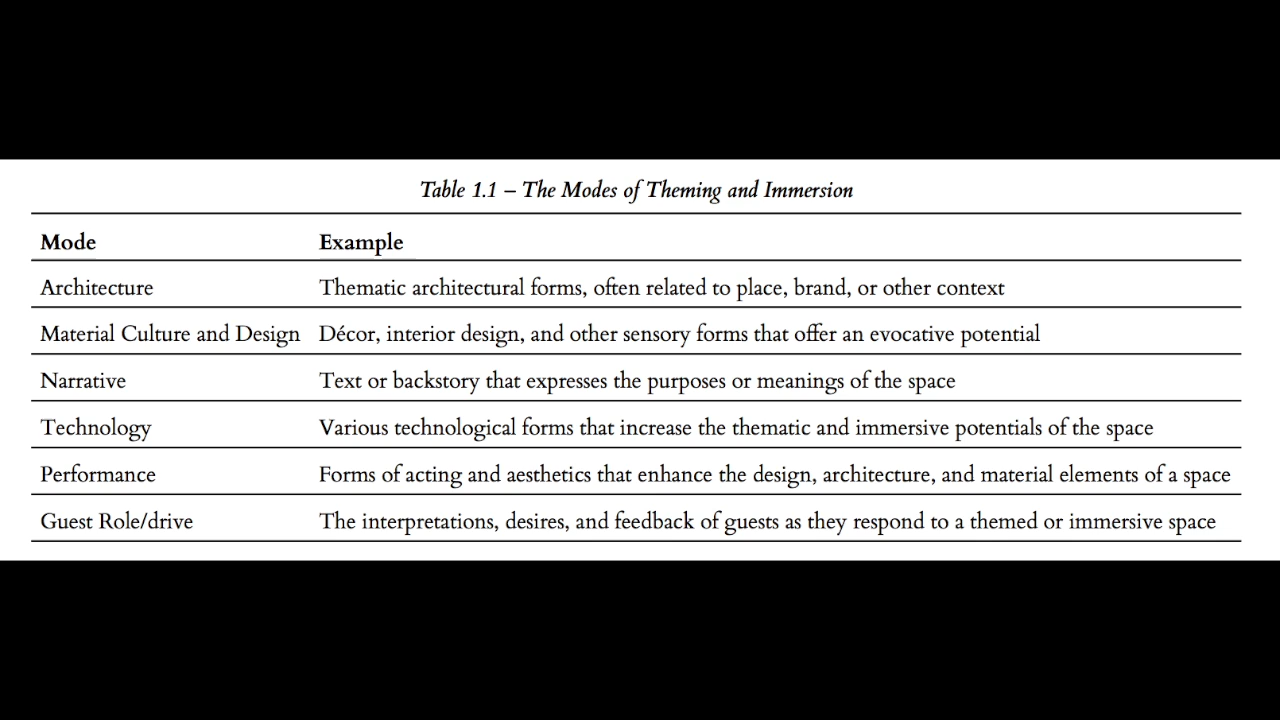 Table 1.1 – The Modes of Theming and Immersion
Mode Example
Architecture Thematic architectural forms, often related to place, brand, or other context
Material Culture and Design Décor, interior design, and other sensory forms that offer an evocative potential
Narrative Text or backstory that expresses the purposes or meanings of the space
Technology Various technological forms that increase the thematic and immersive potentials of the space
Performance Forms of acting and aesthetics that enhance the design, architecture, and material elements of a space
Guest Role/drive The interpretations, desires, and feedback of guests as they respond to a themed or immersive space